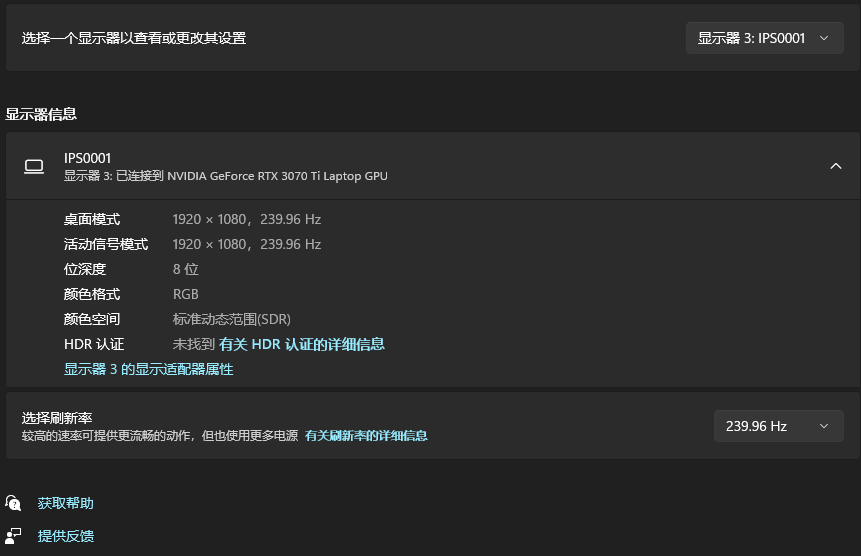 选择一个显示器以查看或更改其设置
显示器 3: IPS0001
显示器信息
IPS0001
显示器 3: 已连接到 NVIDIA GeForce RTX 3070 Ti Laptop GPU
桌面模式 1920 × 1080，239.96 Hz
活动信号模式 1920 × 1080，239.96 Hz
位深度 8 位
颜色格式 RGB
颜色空间 标准动态范围(SDR)
HDR 认证 未找到 有关 HDR 认证的详细信息
显示器 3 的显示适配器属性
选择刷新率
较高的速率可提供更流畅的动作，但也使用更多电源 有关刷新率的详细信息
239.96 Hz
获取帮助
提供反馈